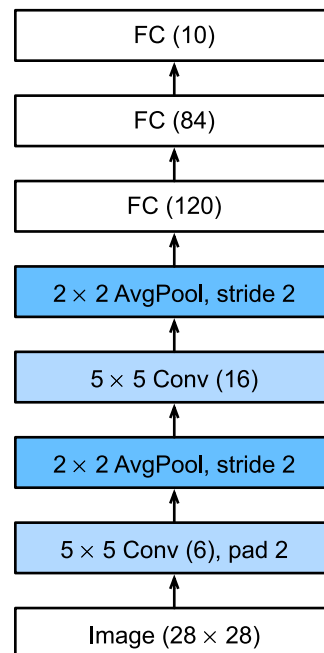 FC (10)
FC (84)
FC (120)
2 × 2 AvgPool, stride 2
5 × 5 Conv (16)
2 × 2 AvgPool, stride 2
5 × 5 Conv (6), pad 2
Image (28 × 28)